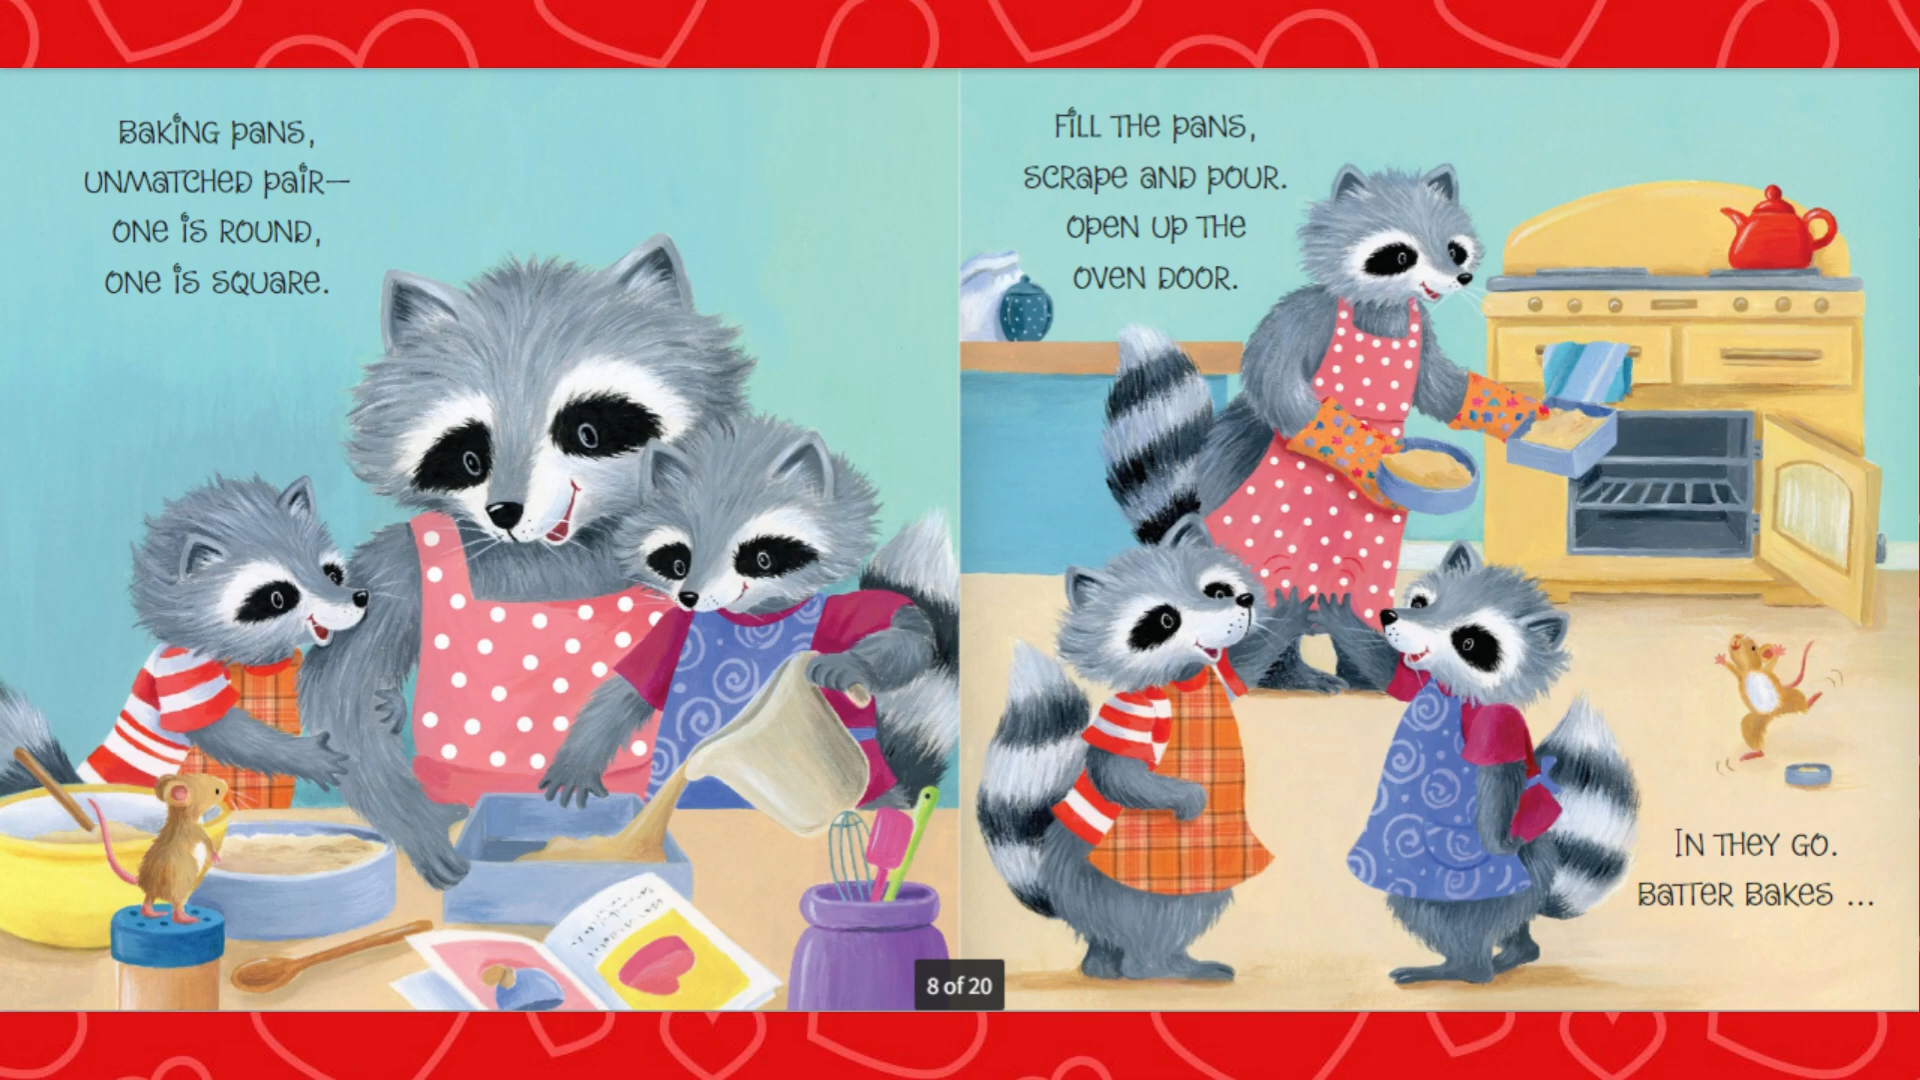 Baking pans,
unmatched pair—
one is round,
one is square.
Fill the pans,
scrape and pour.
Open up the
oven door.
In they go.
Batter bakes ...
8 of 20